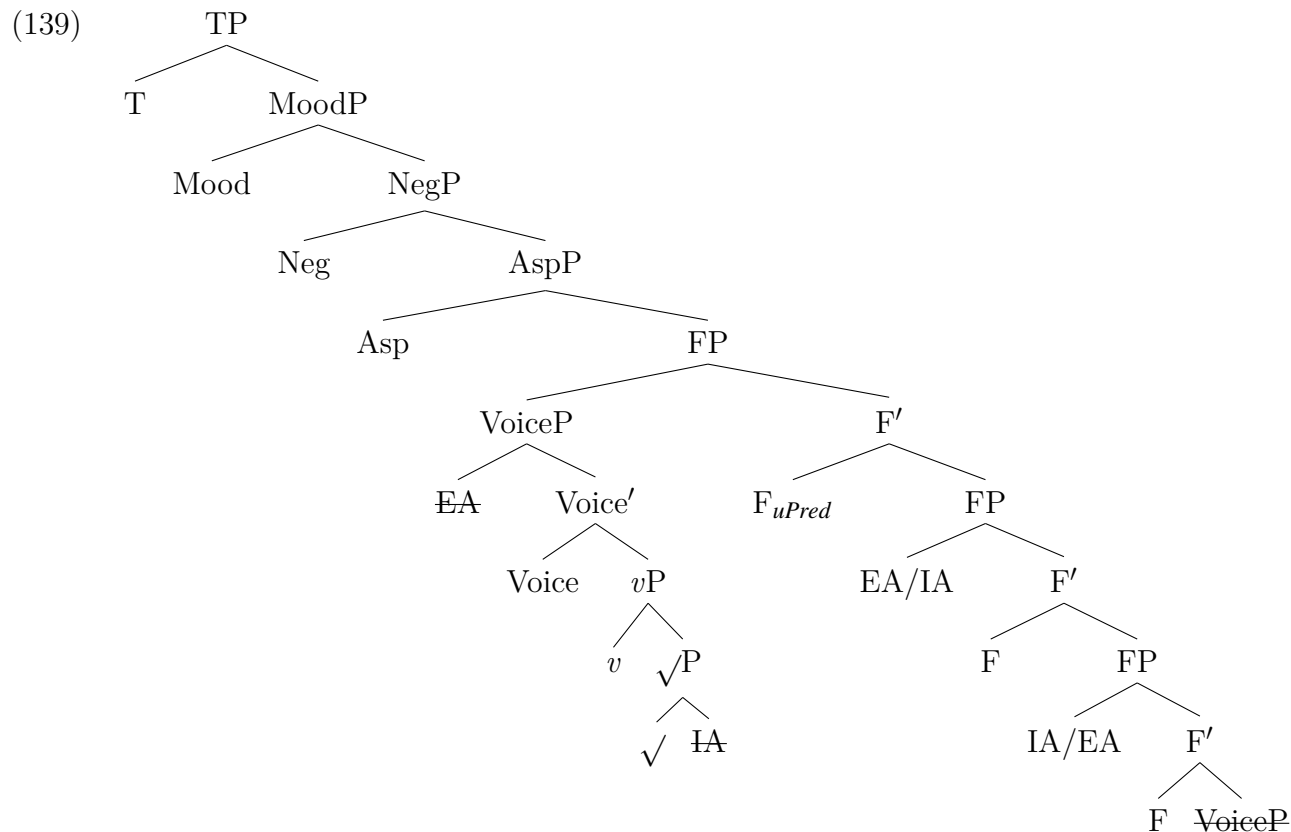 (139) TP
T MoodP
Mood NegP
Neg AspP
Asp FP
VoiceP F′
EA Voice′ F uPred FP
Voice vP EA/IA F′
v √P F FP
√ IA IA/EA F′
F VoiceP